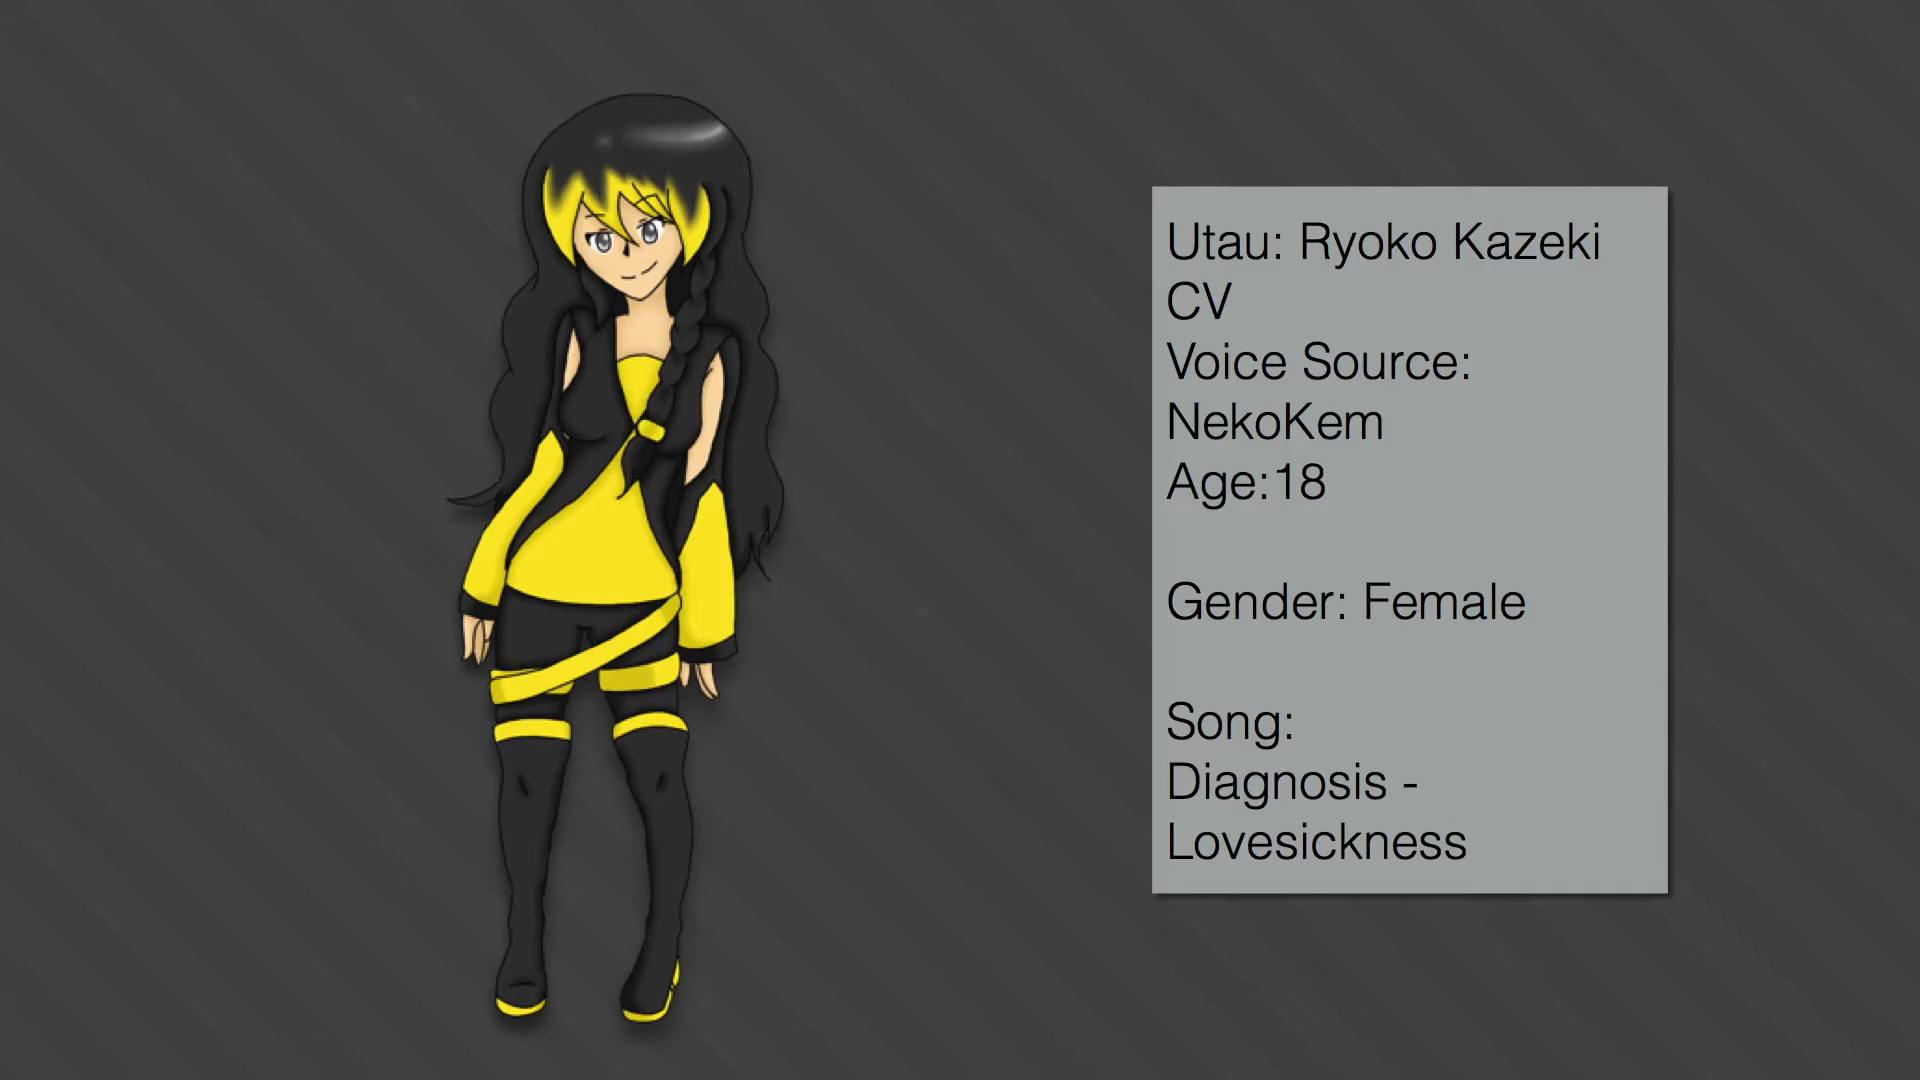 Utau: Ryoko Kazeki
CV
Voice Source:
NekoKem
Age:18
Gender: Female
Song:
Diagnosis -
Lovesickness